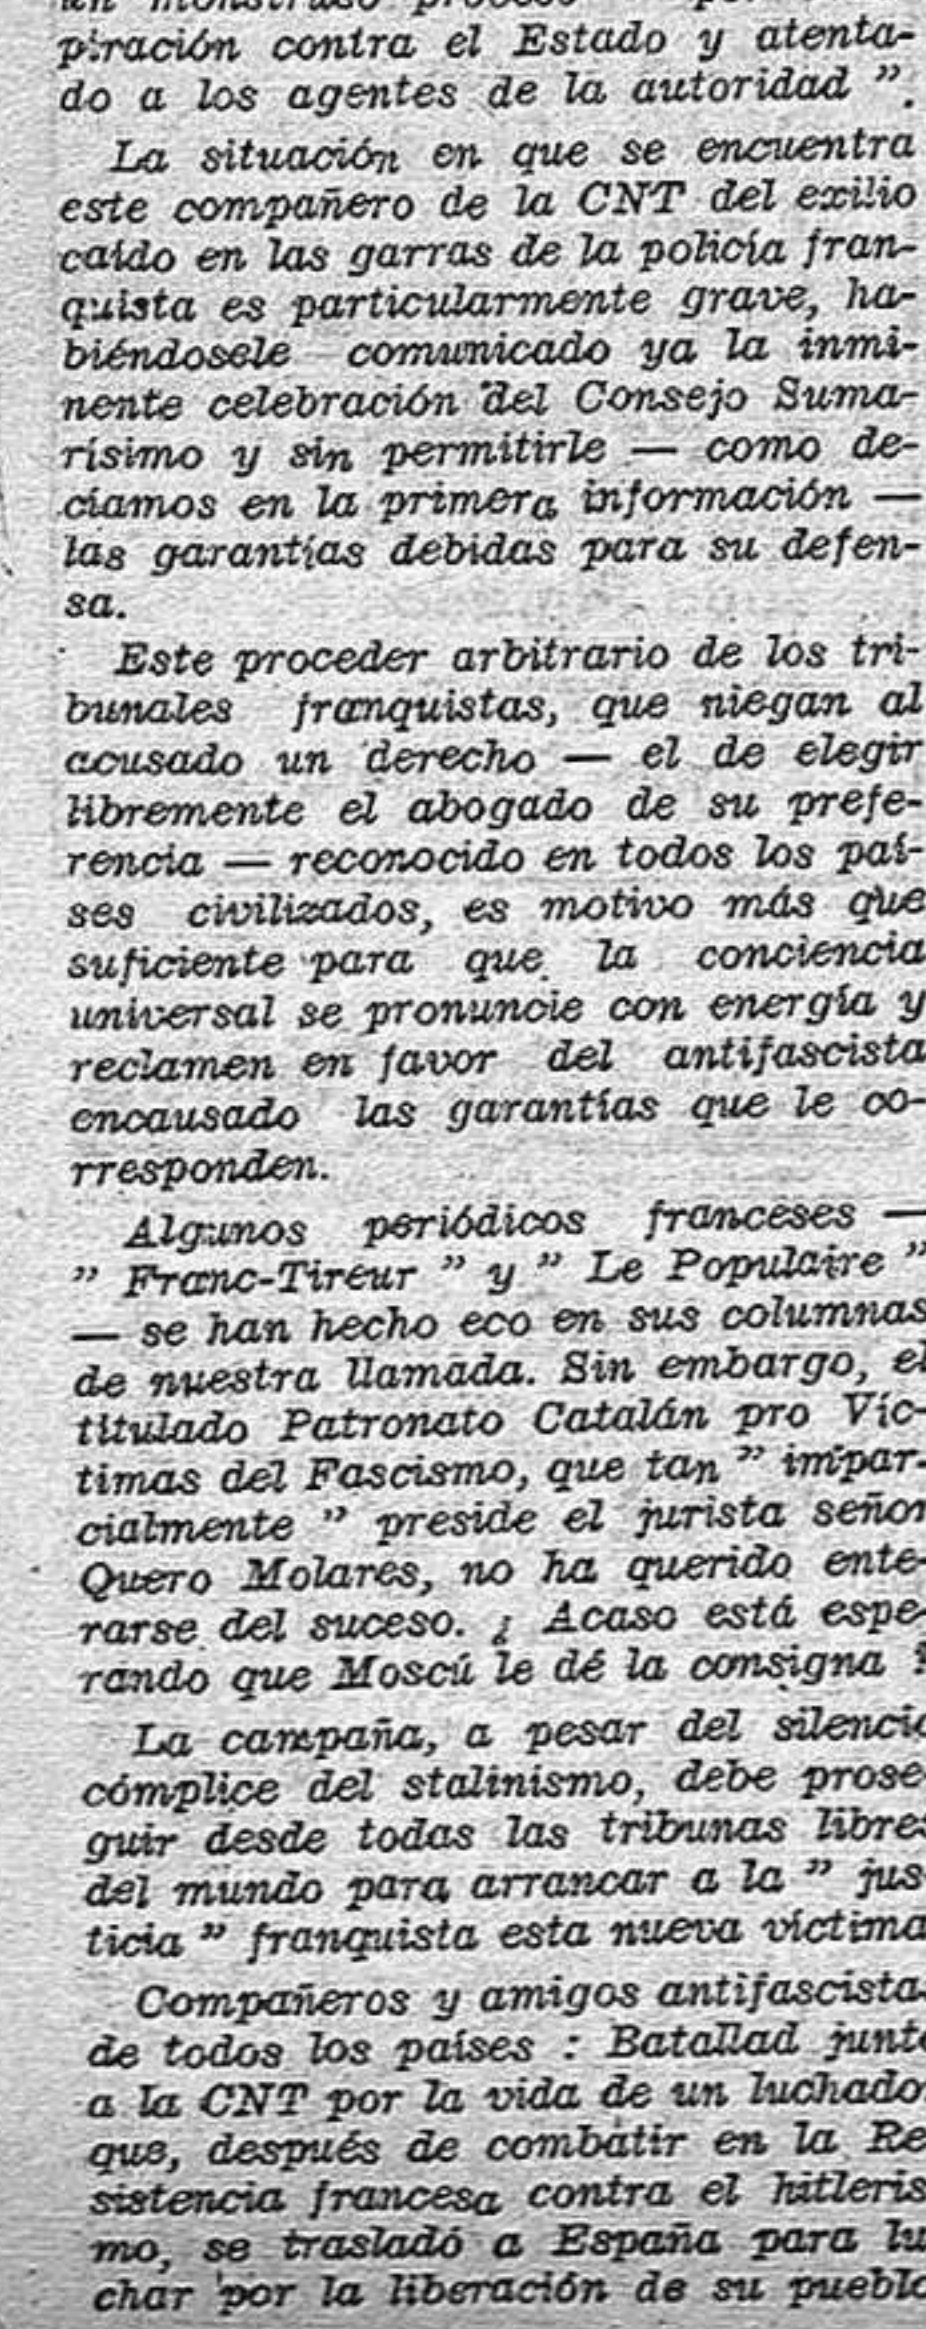 un monstruoso proceso
piración contra el Estado y atenta-
do a los agentes de la autoridad ”.
La situación en que se encuentra
este compañero de la CNT del exilio
caído en las garras de la policía fran-
quista es particularmente grave, ha-
biéndosele comunicado ya la inmi-
nente celebración del Consejo Suma-
rísimo y sin permitirle — como de-
cíamos en la primera información —
las garantías debidas para su defen-
sa.
Este proceder arbitrario de los tri-
bunales franquistas, que niegan al
acusado un derecho — el de elegir
libremente el abogado de su prefe-
rencia — reconocido en todos los paí-
ses civilizados, es motivo más que
suficiente para que la conciencia
universal se pronuncie con energía y
reclamen en favor del antifascista
encausado las garantías que le co-
rresponden.
Algunos periódicos franceses —
” Franc-Tireur ” y ” Le Populaire ”
— se han hecho eco en sus columnas
de nuestra llamada. Sin embargo, el
titulado Patronato Catalán pro Víc-
timas del Fascismo, que tan ” impar-
cialmente ” preside el jurista señor
Quero Molares, no ha querido ente-
rarse del suceso. ¿ Acaso está espe-
rando que Moscú le dé la consigna ?
La campaña, a pesar del silencio
cómplice del stalinismo, debe prose-
guir desde todas las tribunas libres
del mundo para arrancar a la ” jus-
ticia ” franquista esta nueva víctima
Compañeros y amigos antifascistas
de todos los países : Batallad junto
a la CNT por la vida de un luchador
que, después de combatir en la Re-
sistencia francesa contra el hitleris-
mo, se trasladó a España para lu-
char por la liberación de su pueblo